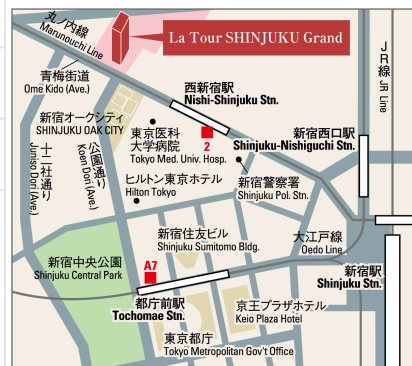 丸ノ内線
Marunouchi Line
La Tour SHINJUKU Grand
JR線 JR Line
青梅街道
Ome Kido (Ave.)
西新宿駅
Nishi-Shinjuku Stn.
新宿オークシティ
SHINJUKU OAK CITY
東京医科
大学病院
Tokyo Med. Univ. Hosp.
2
新宿西口駅
Shinjuku-Nishiguchi Stn.
十二社通り
Juniso Dori (Ave.)
公園通り
Koen Dori (Ave.)
ヒルトン東京ホテル
Hilton Tokyo
新宿警察署
Shinjuku Pol. Stn.
新宿住友ビル
Shinjuku Sumitomo Bldg.
大江戸線
Oedo Line
新宿中央公園
Shinjuku Central Park
A7
新宿駅
Shinjuku Stn.
都庁前駅
Tochomae Stn.
京王プラザホテル
Keio Plaza Hotel
東京都庁
Tokyo Metropolitan Gov't Office